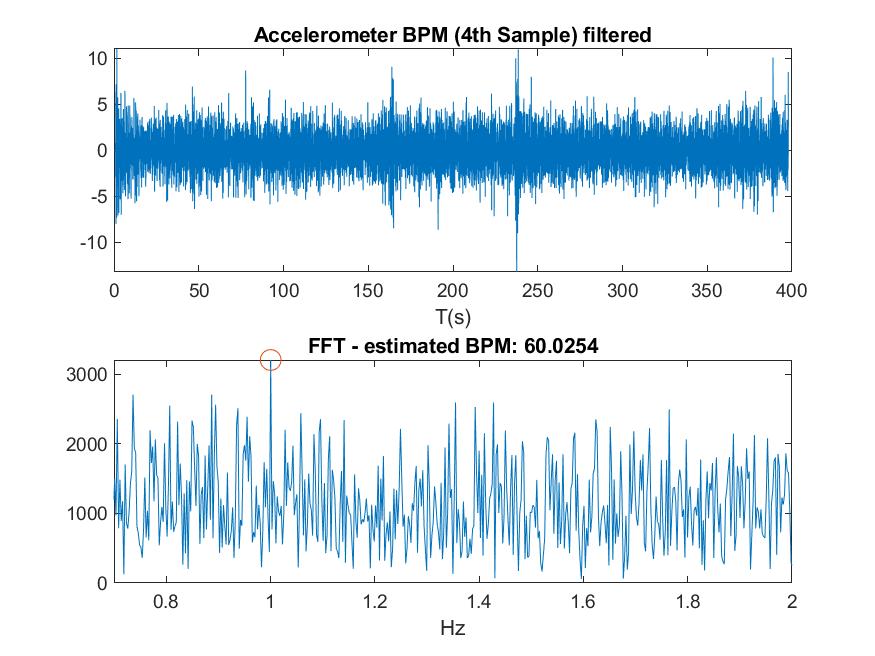 Accelerometer BPM (4th Sample) filtered
10
5
0
-5
-10
0 50 100 150 200 250 300 350 400
T(s)
FFT - estimated BPM: 60.0254
3000
2000
1000
0
0.8 1 1.2 1.4 1.6 1.8 2
Hz